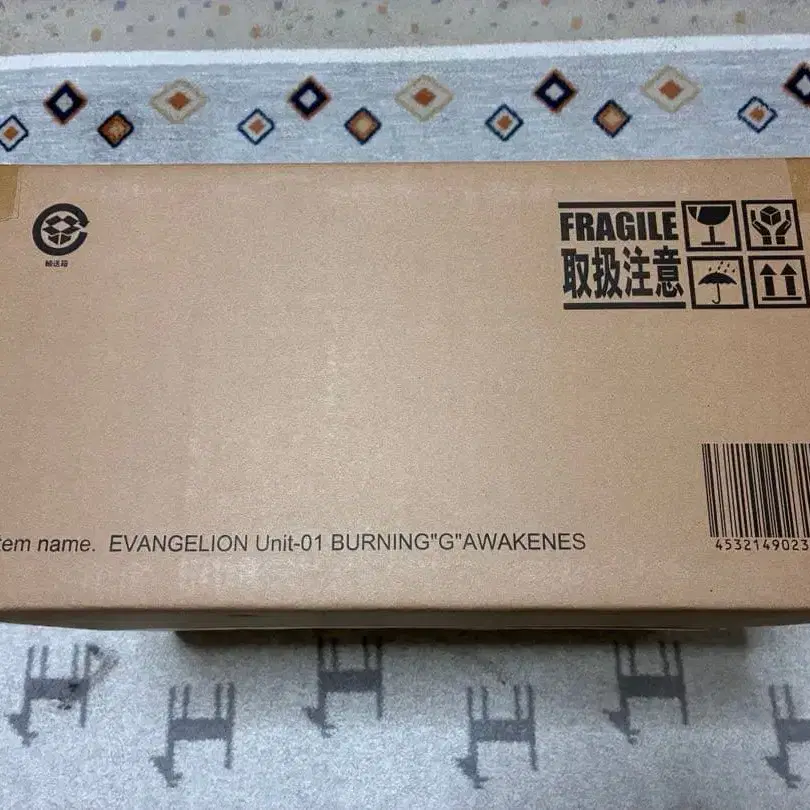 FRAGILE
取扱注意
輸送箱
tem name. EVANGELION Unit-01 BURNING"G"AWAKENES
4532149023